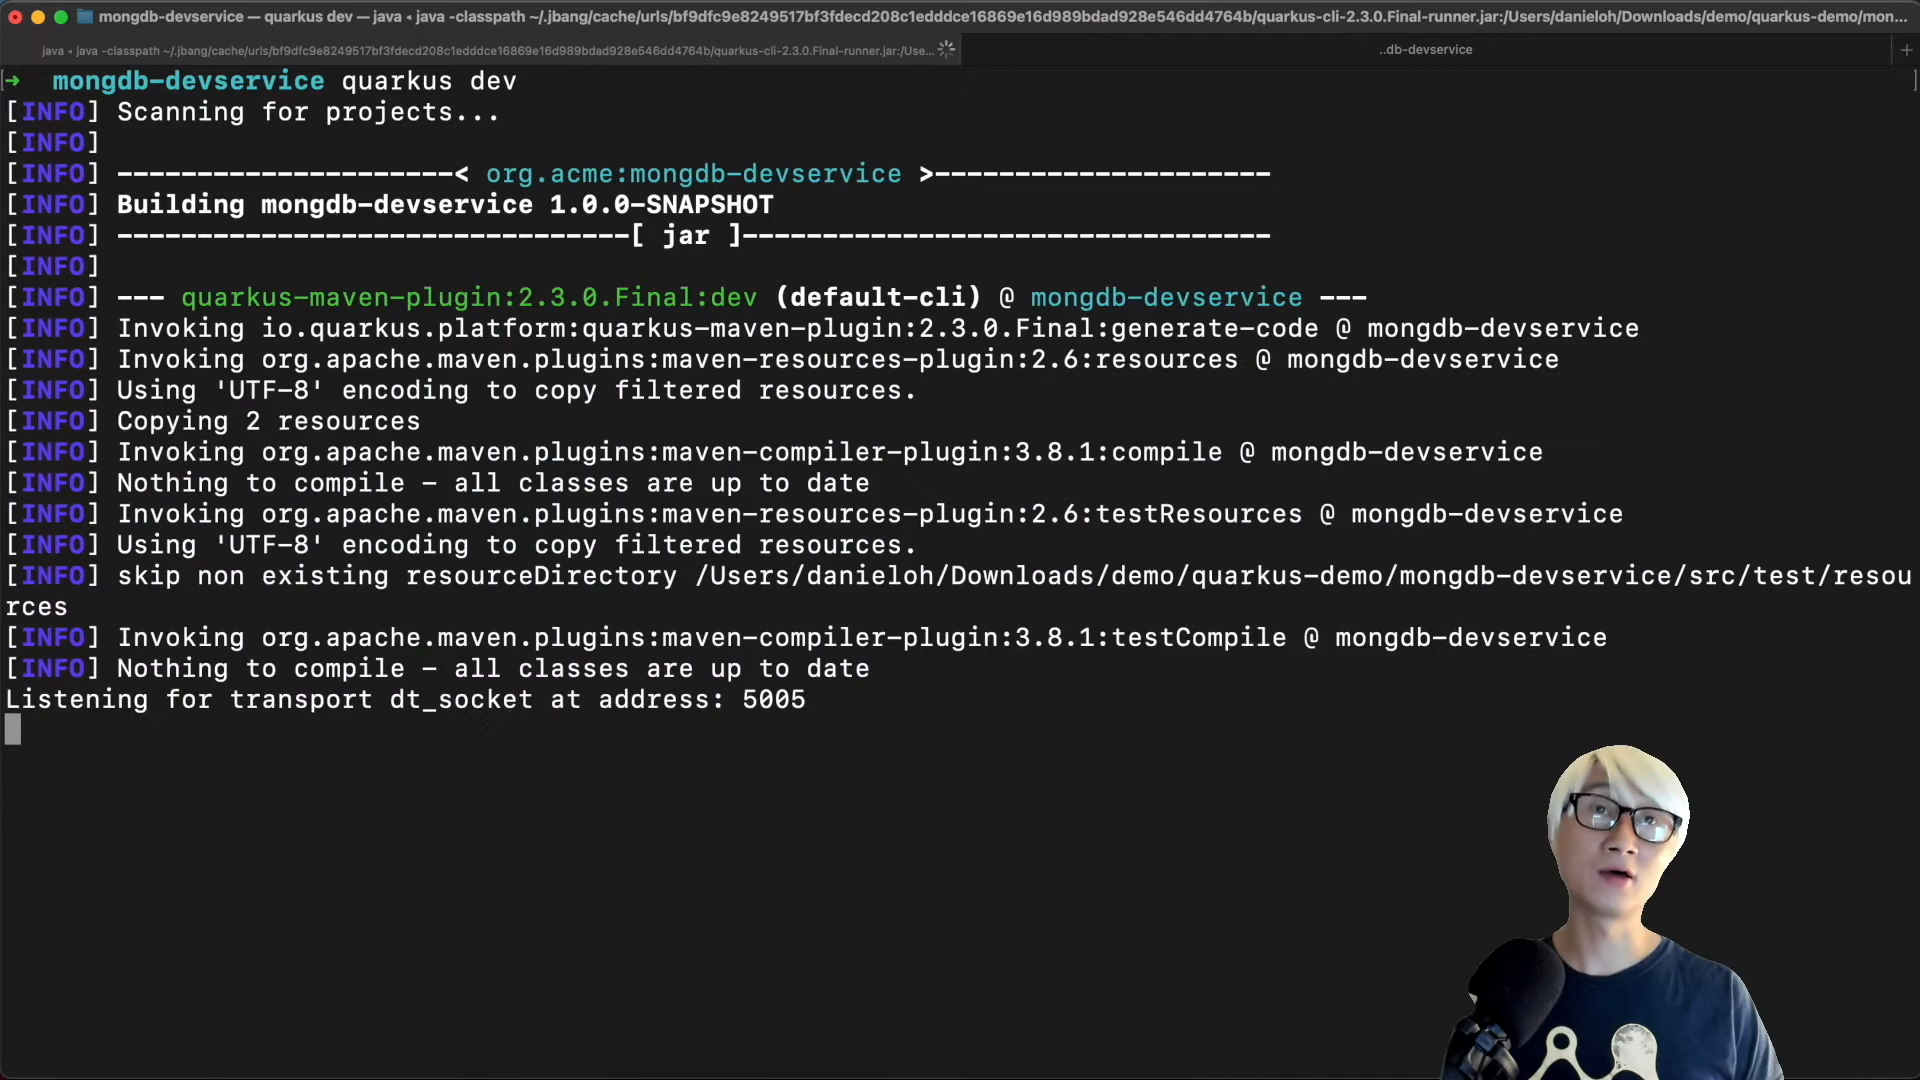 mongdb-devservice — quarkus dev — java ◂ java -classpath ~/.jbang/cache/urls/bf9dfc9e8249517bf3fdecd208c1edddce16869e16d989bdad928e546dd4764b/quarkus-cli-2.3.0.Final-runner.jar:/Users/danieloh/Downloads/demo/quarkus-demo/mon...
java ◂ java -classpath ~/.jbang/cache/urls/bf9dfc9e8249517bf3fdecd208c1edddce16869e16d989bdad928e546dd4764b/quarkus-cli-2.3.0.Final-runner.jar:/Use...
..db-devservice
[➜ mongdb-devservice quarkus dev ]
[INFO] Scanning for projects...
[INFO]
[INFO] ---------------------< org.acme:mongdb-devservice >---------------------
[INFO] Building mongdb-devservice 1.0.0-SNAPSHOT
[INFO] --------------------------------[ jar ]---------------------------------
[INFO]
[INFO] --- quarkus-maven-plugin:2.3.0.Final:dev (default-cli) @ mongdb-devservice ---
[INFO] Invoking io.quarkus.platform:quarkus-maven-plugin:2.3.0.Final:generate-code @ mongdb-devservice
[INFO] Invoking org.apache.maven.plugins:maven-resources-plugin:2.6:resources @ mongdb-devservice
[INFO] Using 'UTF-8' encoding to copy filtered resources.
[INFO] Copying 2 resources
[INFO] Invoking org.apache.maven.plugins:maven-compiler-plugin:3.8.1:compile @ mongdb-devservice
[INFO] Nothing to compile - all classes are up to date
[INFO] Invoking org.apache.maven.plugins:maven-resources-plugin:2.6:testResources @ mongdb-devservice
[INFO] Using 'UTF-8' encoding to copy filtered resources.
[INFO] skip non existing resourceDirectory /Users/danieloh/Downloads/demo/quarkus-demo/mongdb-devservice/src/test/resou
rces
[INFO] Invoking org.apache.maven.plugins:maven-compiler-plugin:3.8.1:testCompile @ mongdb-devservice
[INFO] Nothing to compile - all classes are up to date
Listening for transport dt_socket at address: 5005